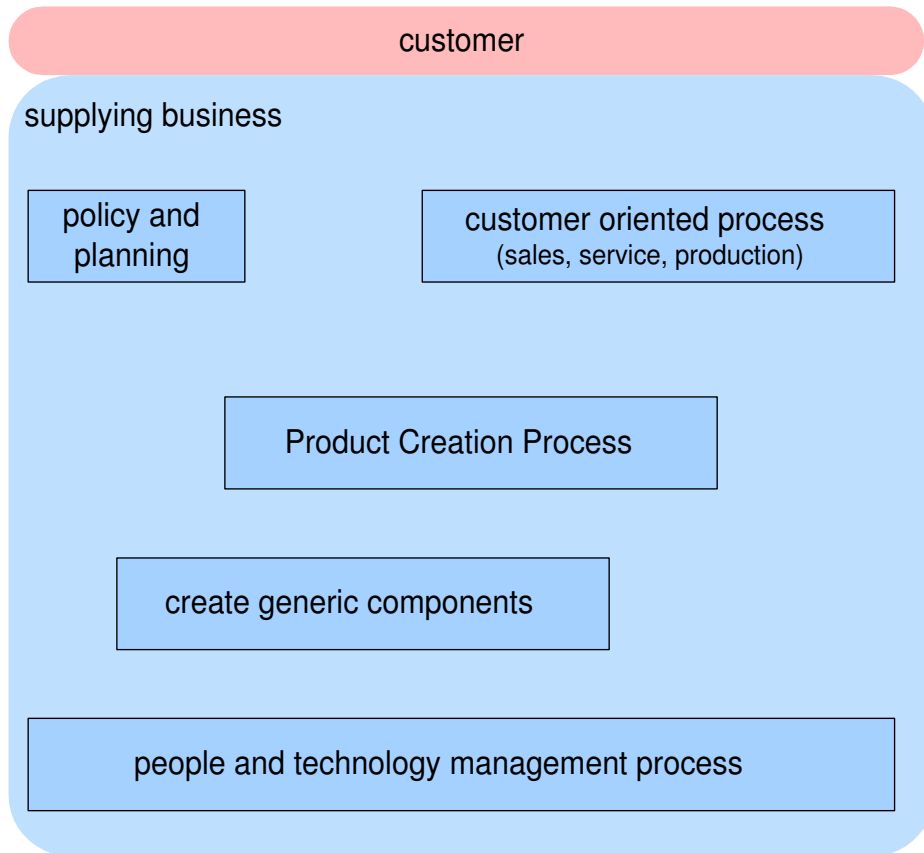 customer
supplying business
policy and
planning
customer oriented process
(sales, service, production)
Product Creation Process
create generic components
people and technology management process